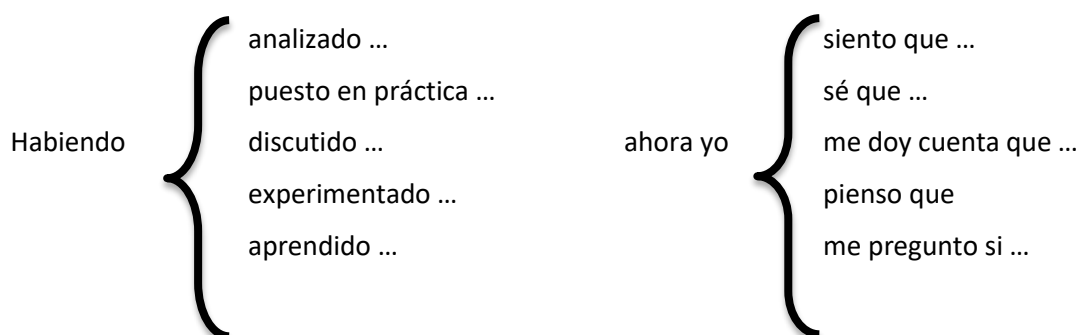 analizado … siento que …
puesto en práctica … sé que …
Habiendo discutido … ahora yo me doy cuenta que …
experimentado … pienso que
aprendido … me pregunto si …